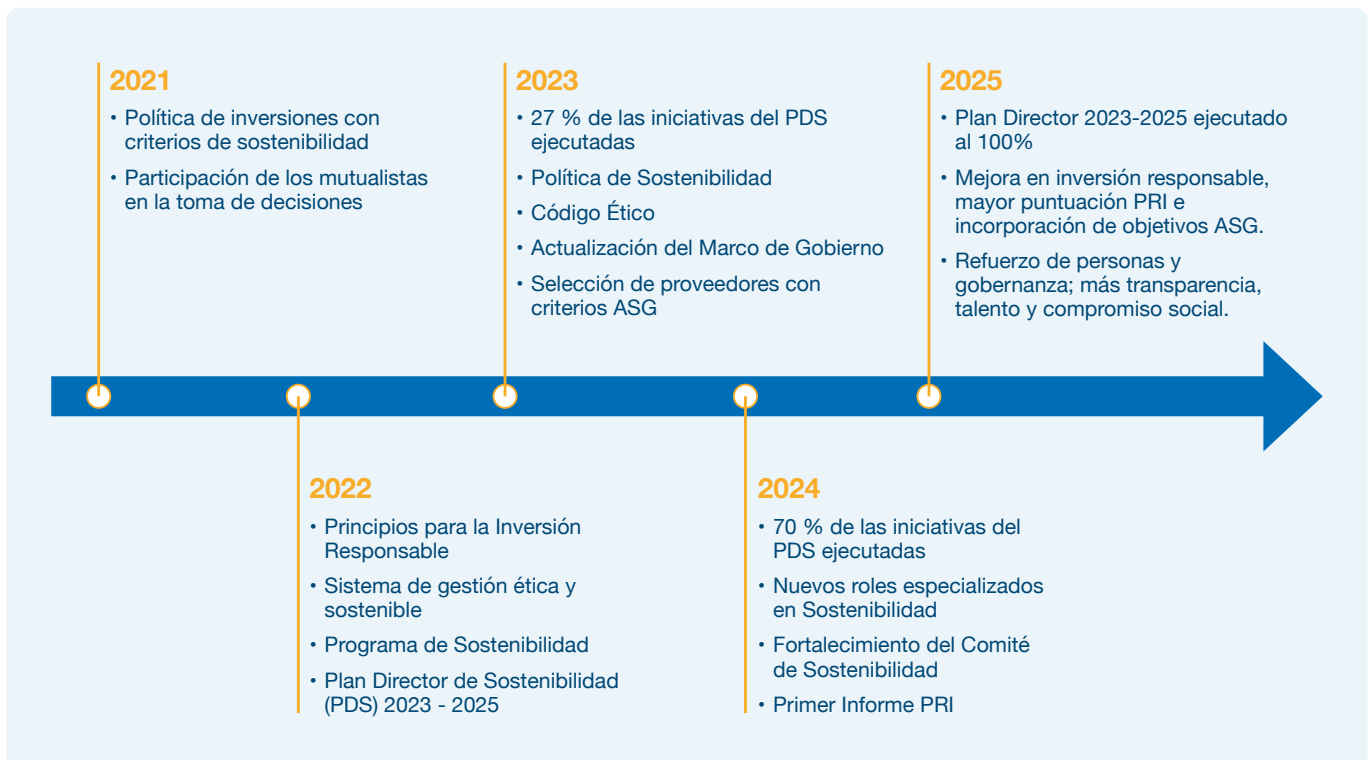 2021
• Política de inversiones con
criterios de sostenibilidad
• Participación de los mutualistas
en la toma de decisiones
2023
• 27 % de las iniciativas del PDS
ejecutadas
• Política de Sostenibilidad
• Código Ético
• Actualización del Marco de Gobierno
• Selección de proveedores con
criterios ASG
2025
• Plan Director 2023-2025 ejecutado
al 100%
• Mejora en inversión responsable,
mayor puntuación PRI e
incorporación de objetivos ASG.
• Refuerzo de personas y
gobernanza; más transparencia,
talento y compromiso social.
2022
• Principios para la Inversión
Responsable
• Sistema de gestión ética y
sostenible
• Programa de Sostenibilidad
• Plan Director de Sostenibilidad
(PDS) 2023 - 2025
2024
• 70 % de las iniciativas del
PDS ejecutadas
• Nuevos roles especializados
en Sostenibilidad
• Fortalecimiento del Comité
de Sostenibilidad
• Primer Informe PRI